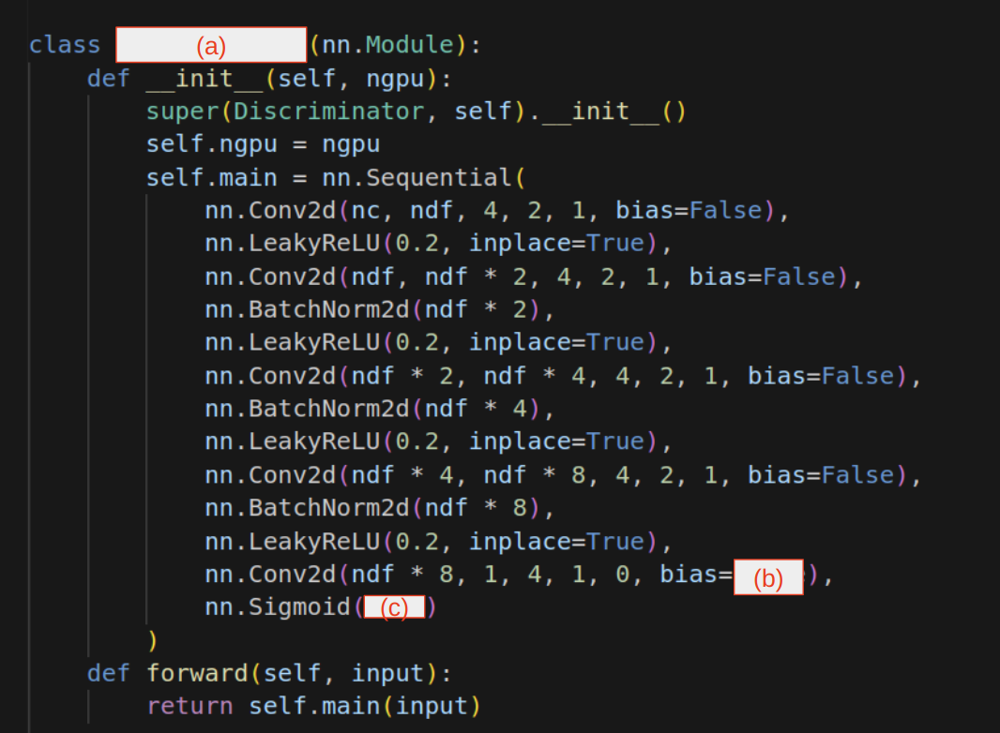 class (a) (nn.Module):
    def __init__(self, ngpu):
        super(Discriminator, self).__init__()
        self.ngpu = ngpu
        self.main = nn.Sequential(
            nn.Conv2d(nc, ndf, 4, 2, 1, bias=False),
            nn.LeakyReLU(0.2, inplace=True),
            nn.Conv2d(ndf, ndf * 2, 4, 2, 1, bias=False),
            nn.BatchNorm2d(ndf * 2),
            nn.LeakyReLU(0.2, inplace=True),
            nn.Conv2d(ndf * 2, ndf * 4, 4, 2, 1, bias=False),
            nn.BatchNorm2d(ndf * 4),
            nn.LeakyReLU(0.2, inplace=True),
            nn.Conv2d(ndf * 4, ndf * 8, 4, 2, 1, bias=False),
            nn.BatchNorm2d(ndf * 8),
            nn.LeakyReLU(0.2, inplace=True),
            nn.Conv2d(ndf * 8, 1, 4, 1, 0, bias= (b) ),
            nn.Sigmoid( (c) )
        )
    def forward(self, input):
        return self.main(input)